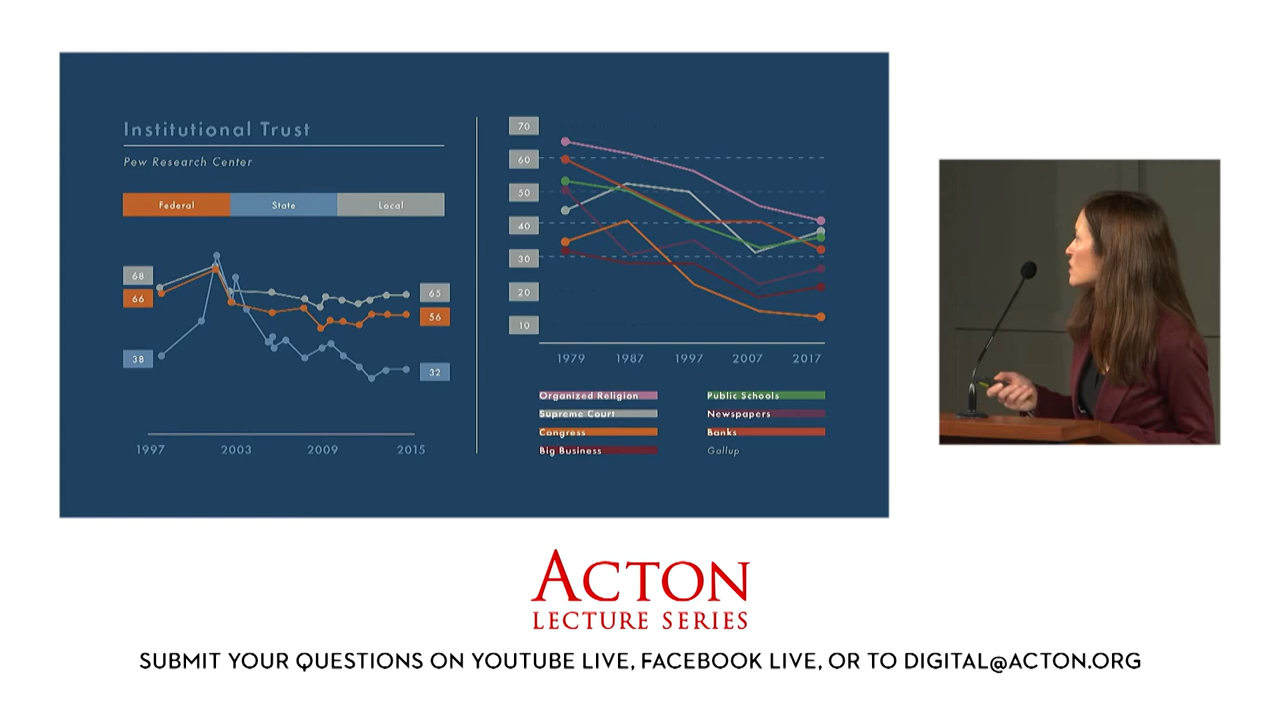 Institutional Trust
Pew Research Center
Federal State Local
68
66
38
65
56
32
1997 2003 2009 2015
70
60
50
40
30
20
10
1979 1987 1997 2007 2017
Organized Religion Public Schools
Supreme Court Newspapers
Congress Banks
Big Business Gallup
ACTON
LECTURE SERIES
SUBMIT YOUR QUESTIONS ON YOUTUBE LIVE, FACEBOOK LIVE, OR TO DIGITAL@ACTON.ORG